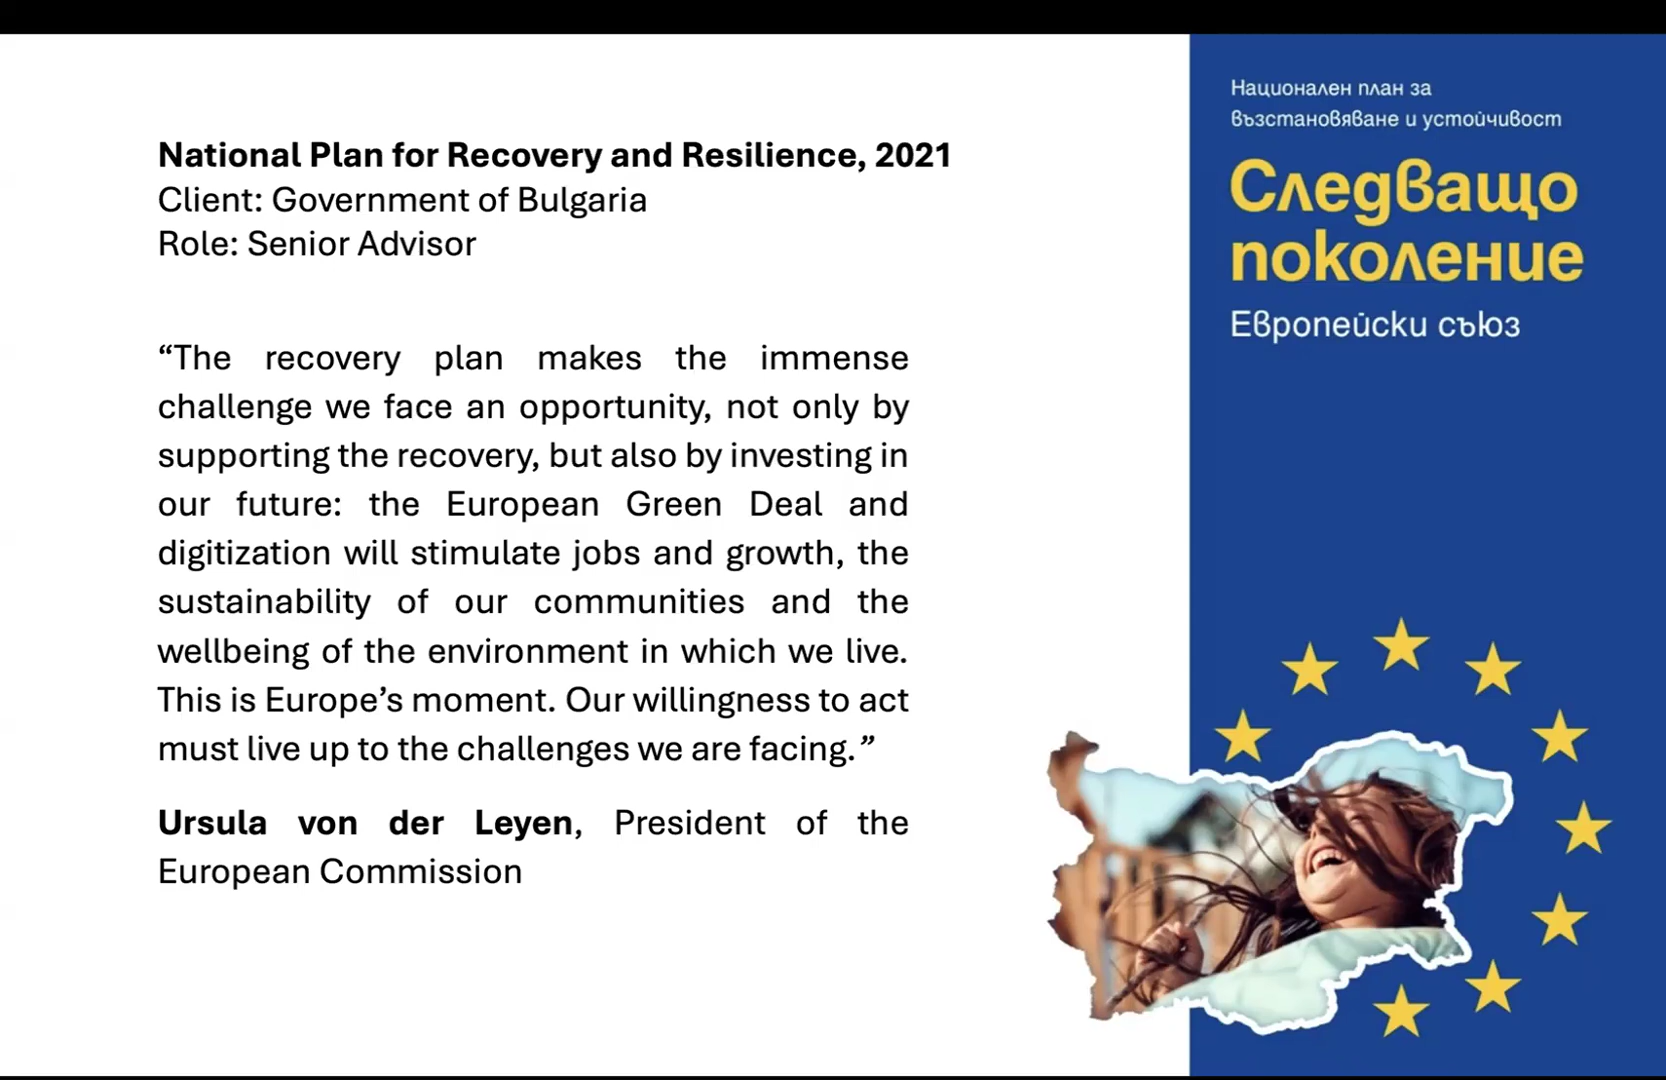 National Plan for Recovery and Resilience, 2021
Client: Government of Bulgaria
Role: Senior Advisor
“The recovery plan makes the immense
challenge we face an opportunity, not only by
supporting the recovery, but also by investing in
our future: the European Green Deal and
digitization will stimulate jobs and growth, the
sustainability of our communities and the
wellbeing of the environment in which we live.
This is Europe’s moment. Our willingness to act
must live up to the challenges we are facing.”
Ursula von der Leyen, President of the
European Commission
Национален план за
възстановяване и устойчивост
Следващо
поколение
Европейски съюз